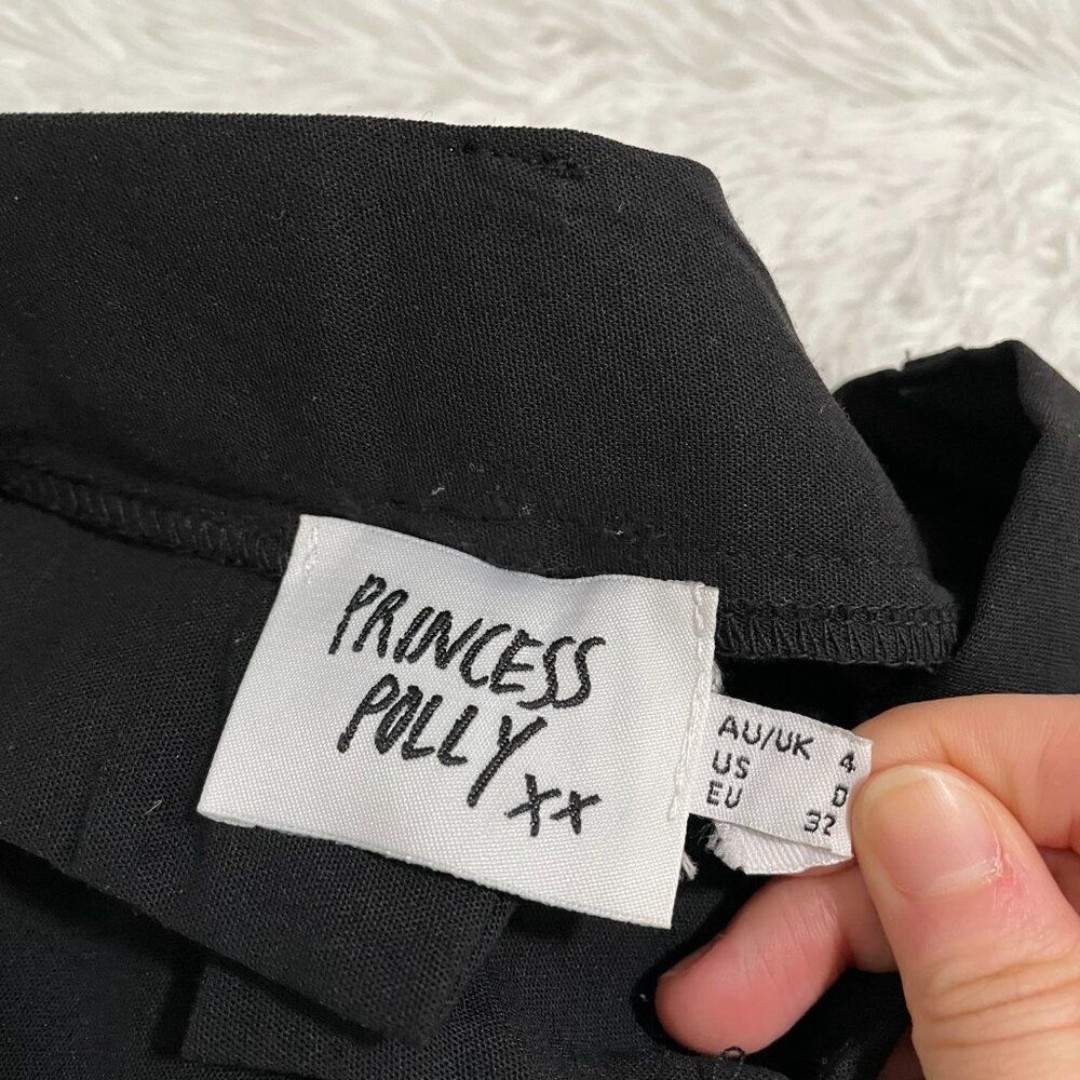 PRINCESS
POLLY
xx
AU/UK 4
US 0
EU 32